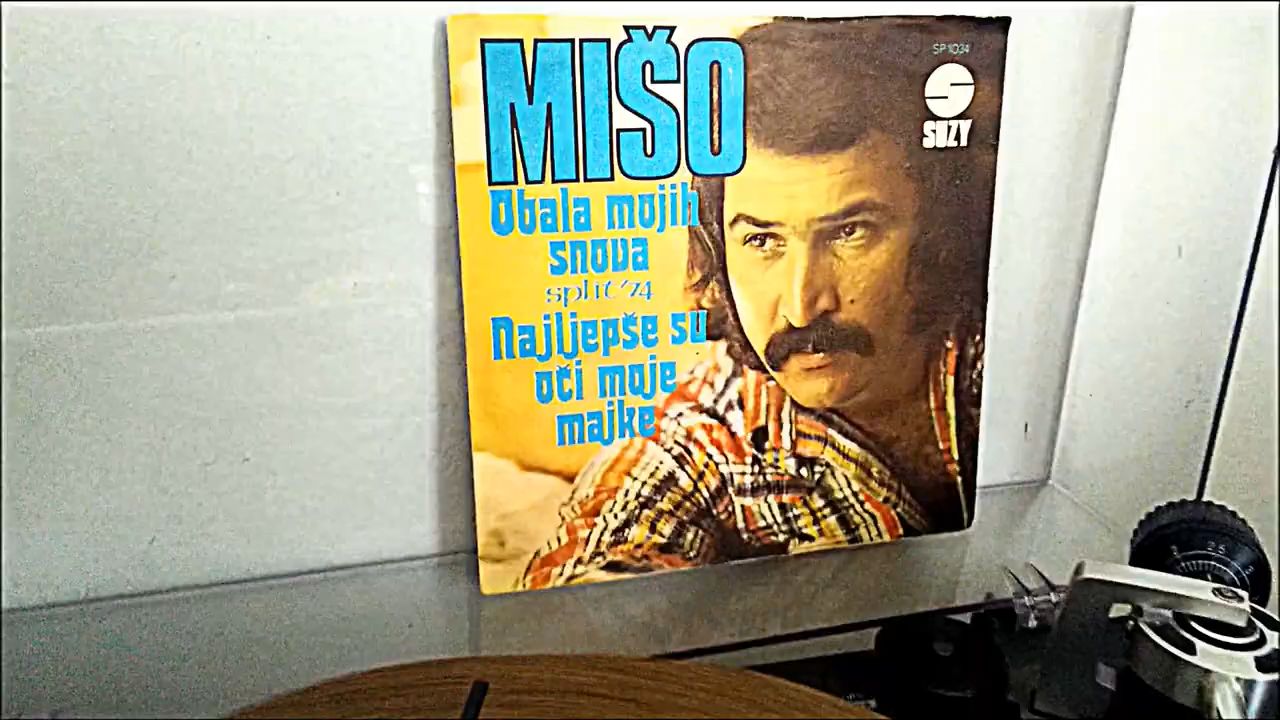 MIŠO
Obala mojih
snova
split '74
Najljepše su
oči moje
majke
SP 1034
SUZY